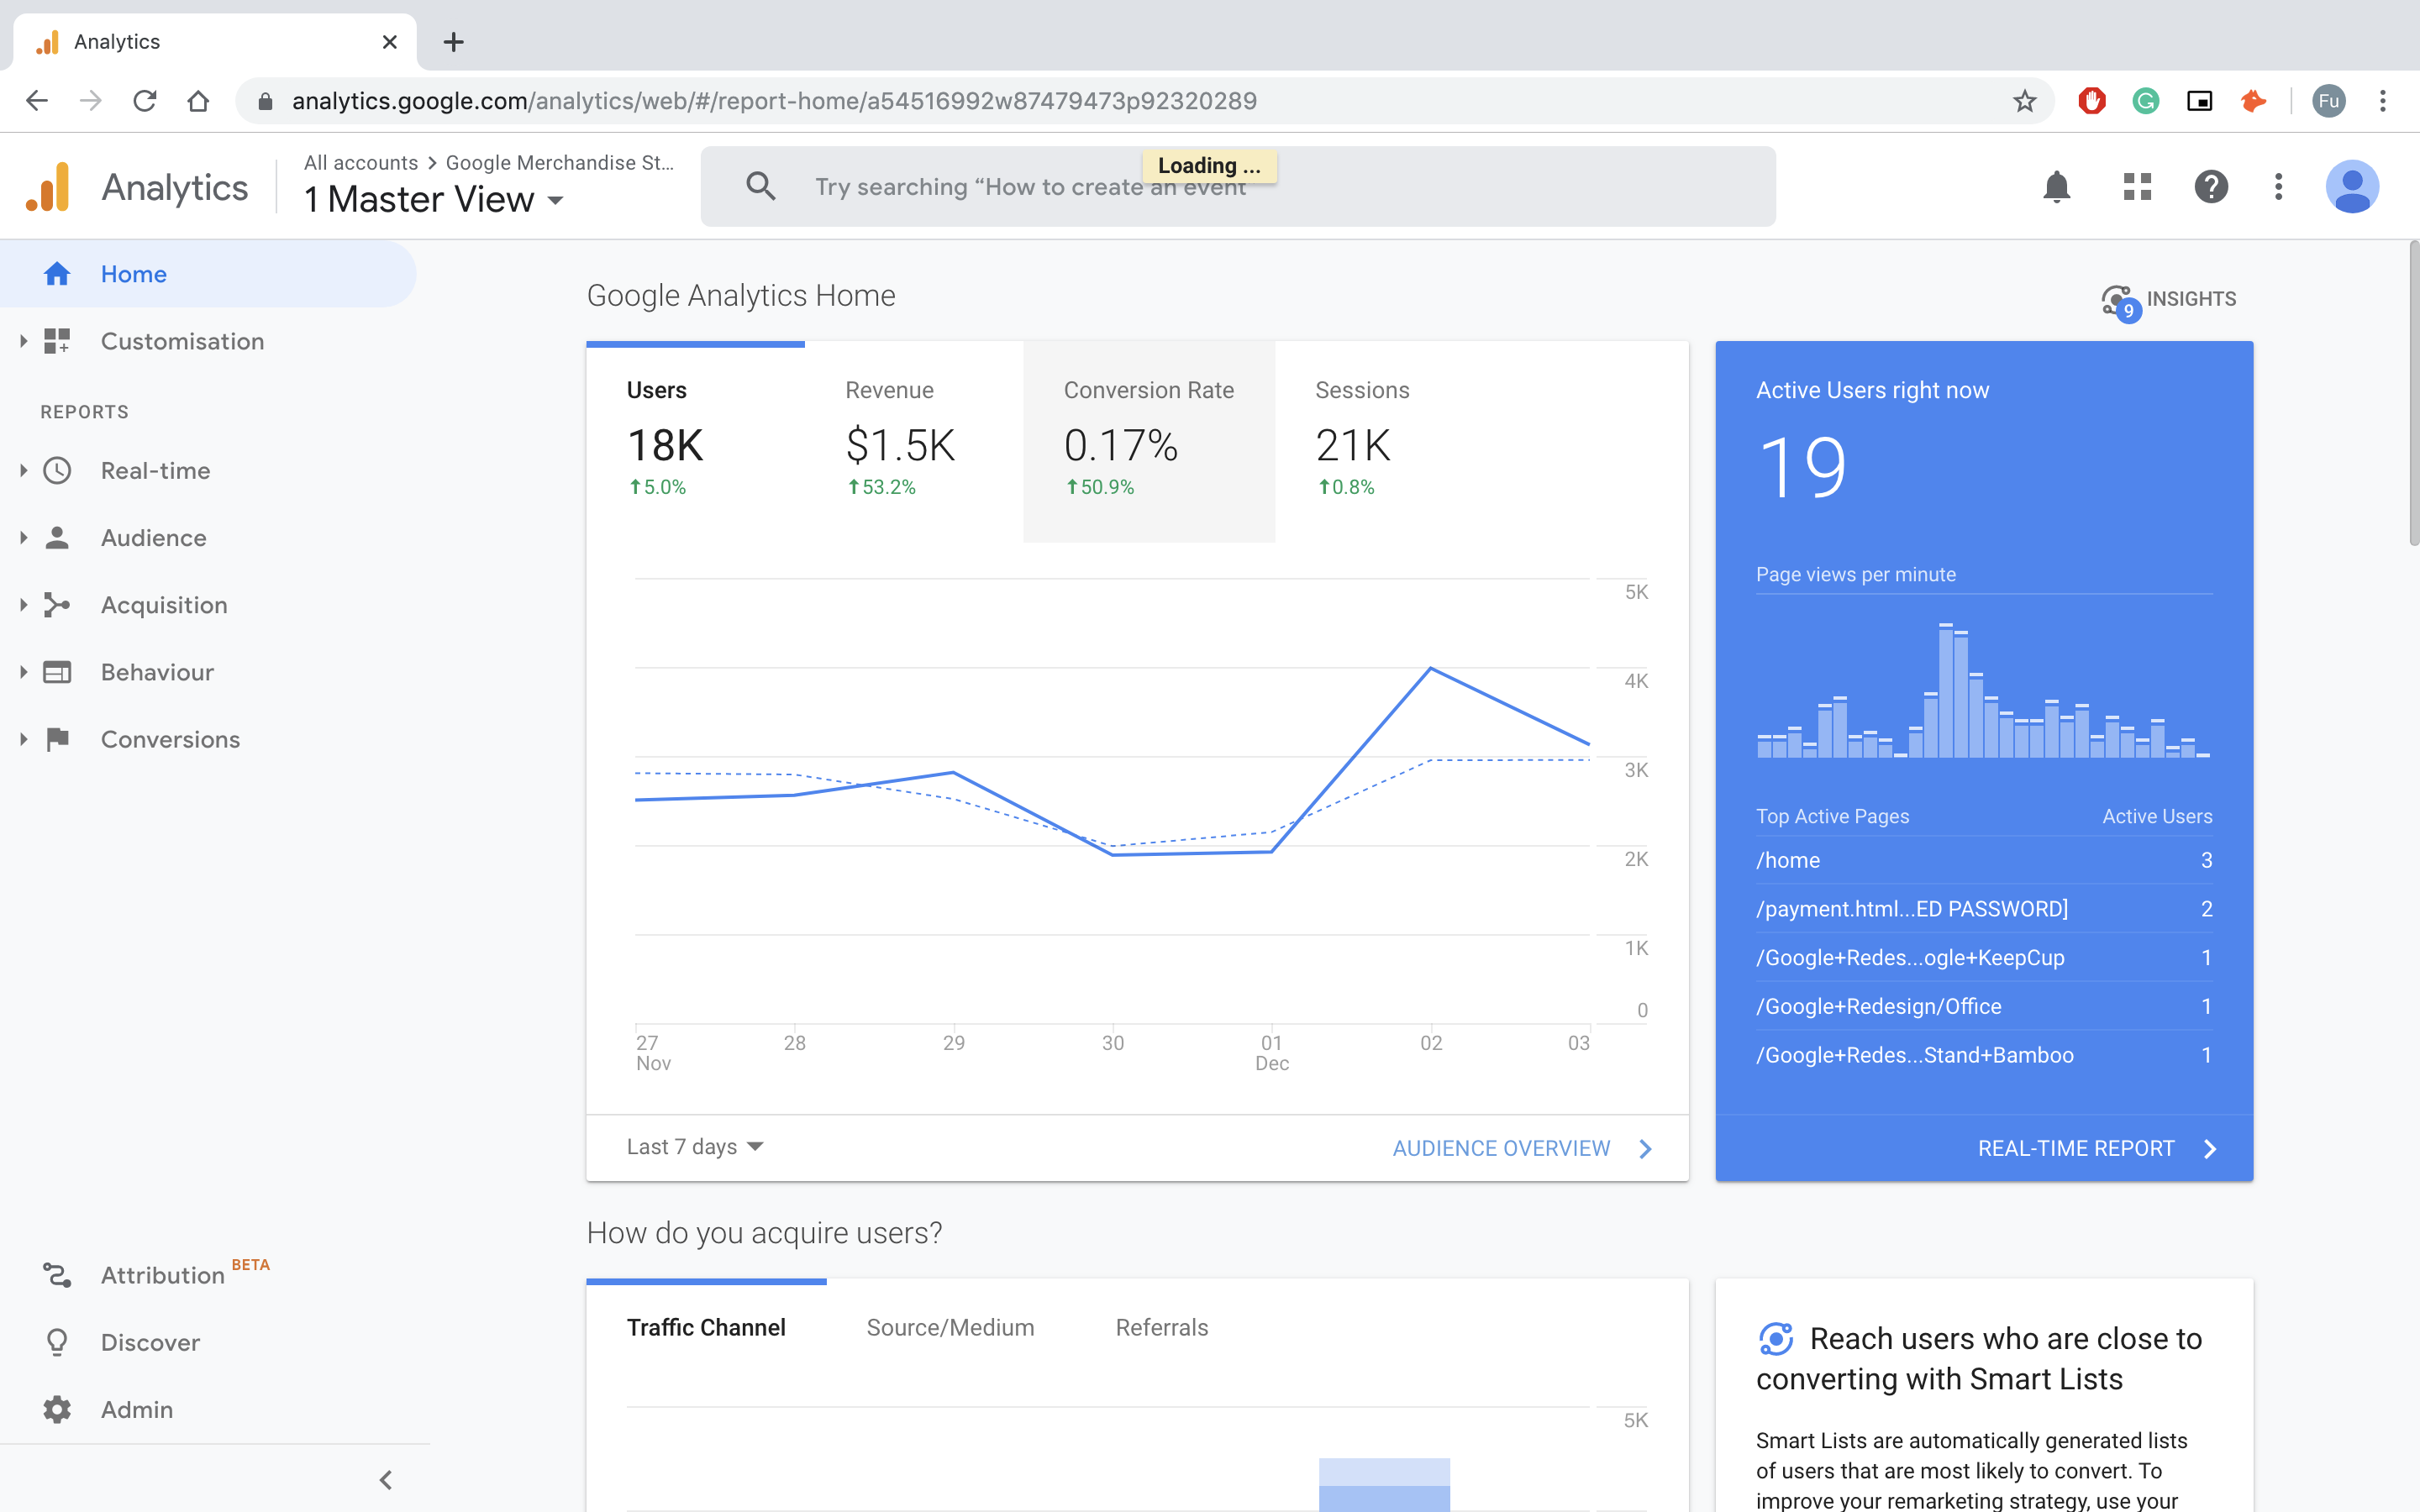 Analytics
analytics.google.com/analytics/web/#/report-home/a54516992w87479473p92320289
Fu
Analytics
All accounts > Google Merchandise St...
1 Master View
Loading ...
Try searching “How to create an event”
Home
Customisation
REPORTS
Real-time
Audience
Acquisition
Behaviour
Conversions
Attribution BETA
Discover
Admin
Google Analytics Home
9 INSIGHTS
Users
18K
5.0%
Revenue
$1.5K
53.2%
Conversion Rate
0.17%
50.9%
Sessions
21K
0.8%
5K
4K
3K
2K
1K
0
27 28 29 30 01 02 03
Nov Dec
Last 7 days
AUDIENCE OVERVIEW
Active Users right now
19
Page views per minute
Top Active Pages Active Users
/home 3
/payment.html...ED PASSWORD] 2
/Google+Redes...ogle+KeepCup 1
/Google+Redesign/Office 1
/Google+Redes...Stand+Bamboo 1
REAL-TIME REPORT
How do you acquire users?
Traffic Channel Source/Medium Referrals
5K
Reach users who are close to
converting with Smart Lists
Smart Lists are automatically generated lists
of users that are most likely to convert. To
improve your remarketing strategy, use your